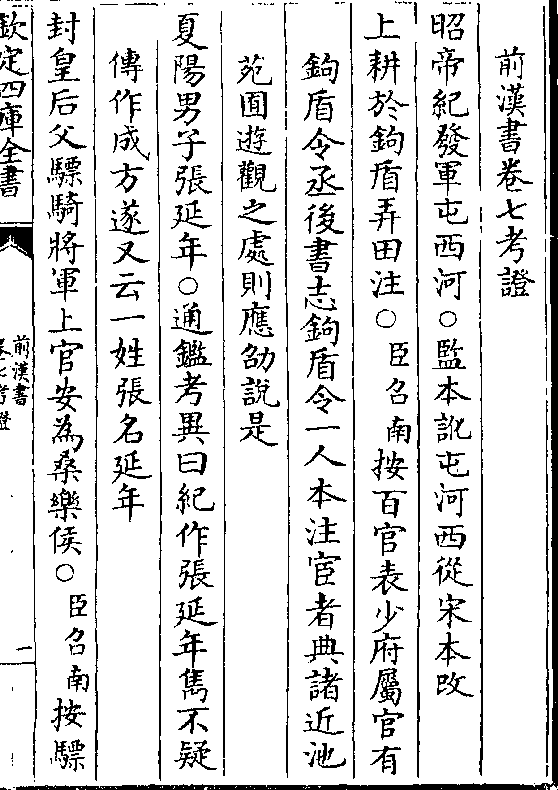 前漢書卷七考證
昭帝紀發軍屯西河○監本訛屯河西從宋本改
上耕於鉤盾弄田注○臣召南按百官表少府屬官有
鉤盾令丞後書志鉤盾令一人本注宦者典諸近池
苑囿遊觀之處則應劭說是
夏陽男子張延年○通鑑考異曰紀作張延年雋不疑
傳作成方遂又云一姓張名延年
封皇后父驃騎將軍上官安為桑樂侯○臣召南按驃
欽定四庫全書
前漢書
卷七考證
一